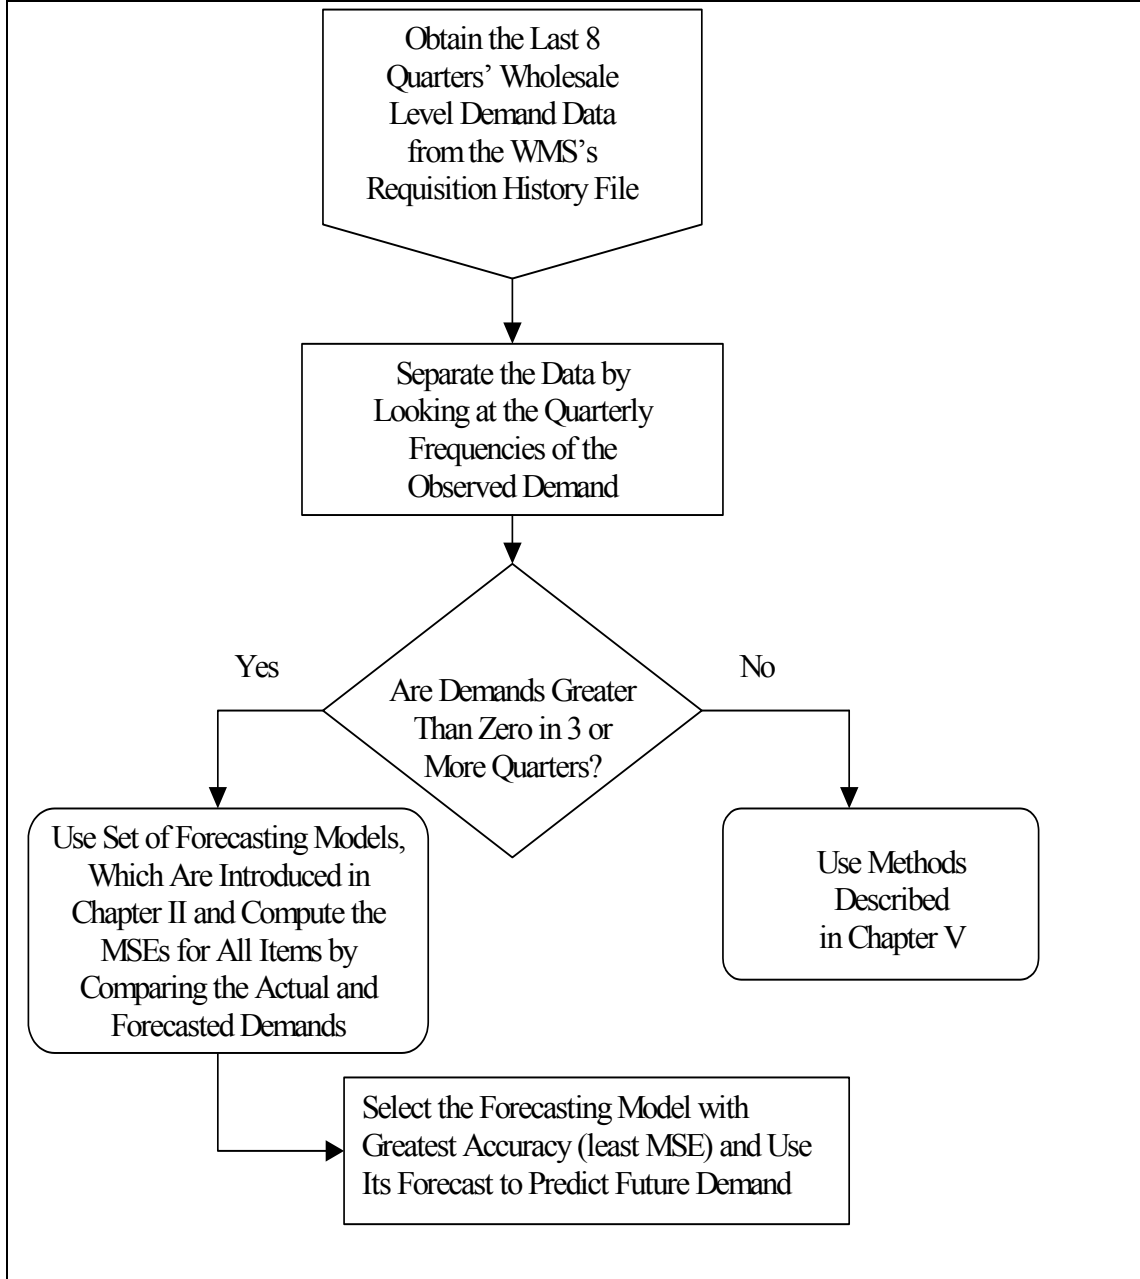 Obtain the Last 8
Quarters’ Wholesale
Level Demand Data
from the WMS’s
Requisition History File
Separate the Data by
Looking at the Quarterly
Frequencies of the
Observed Demand
Yes
No
Are Demands Greater
Than Zero in 3 or
More Quarters?
Use Set of Forecasting Models,
Which Are Introduced in
Chapter II and Compute the
MSEs for All Items by
Comparing the Actual and
Forecasted Demands
Use Methods
Described
in Chapter V
Select the Forecasting Model with
Greatest Accuracy (least MSE) and Use
Its Forecast to Predict Future Demand